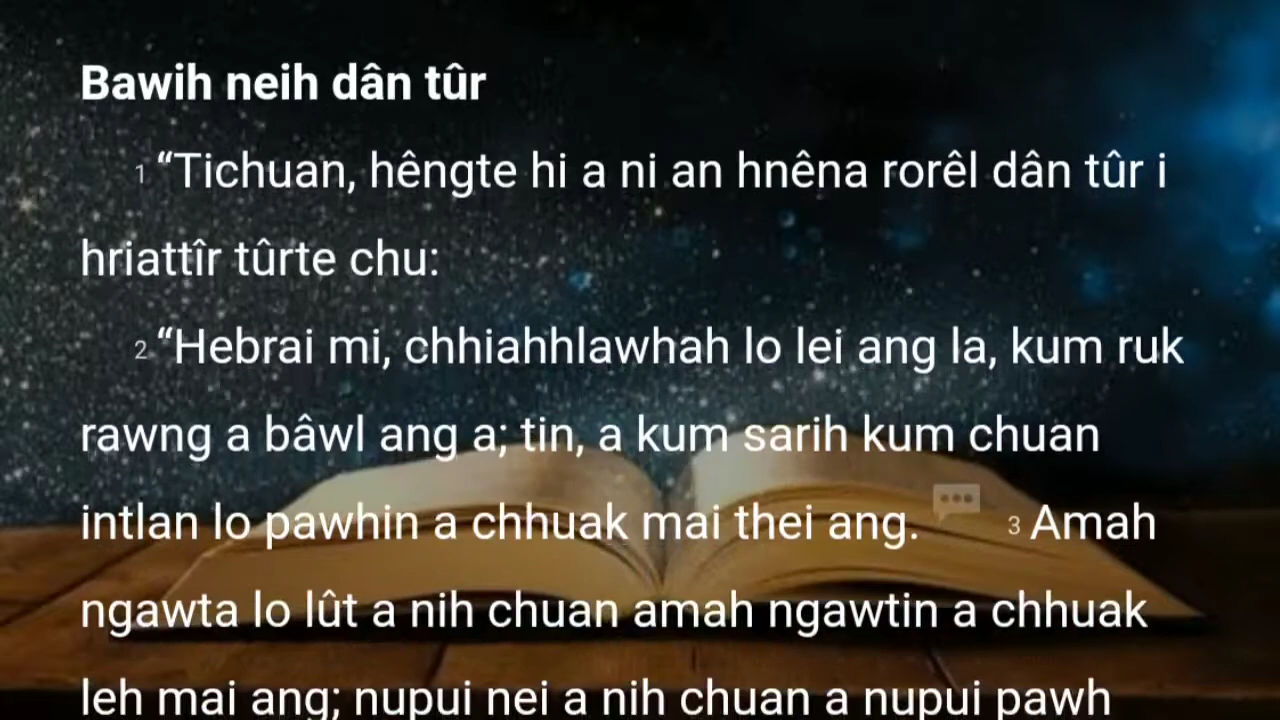 Bawih neih dân tûr
1 “Tichuan, hêngte hi a ni an hnêna rorêl dân tûr i
hriattîr tûrte chu:
2 “Hebrai mi, chhiahhlawhah lo lei ang la, kum ruk
rawng a bâwl ang a; tin, a kum sarih kum chuan
intlan lo pawhin a chhuak mai thei ang. 3 Amah
ngawta lo lût a nih chuan amah ngawtin a chhuak
leh mai ang; nupui nei a nih chuan a nupui pawh